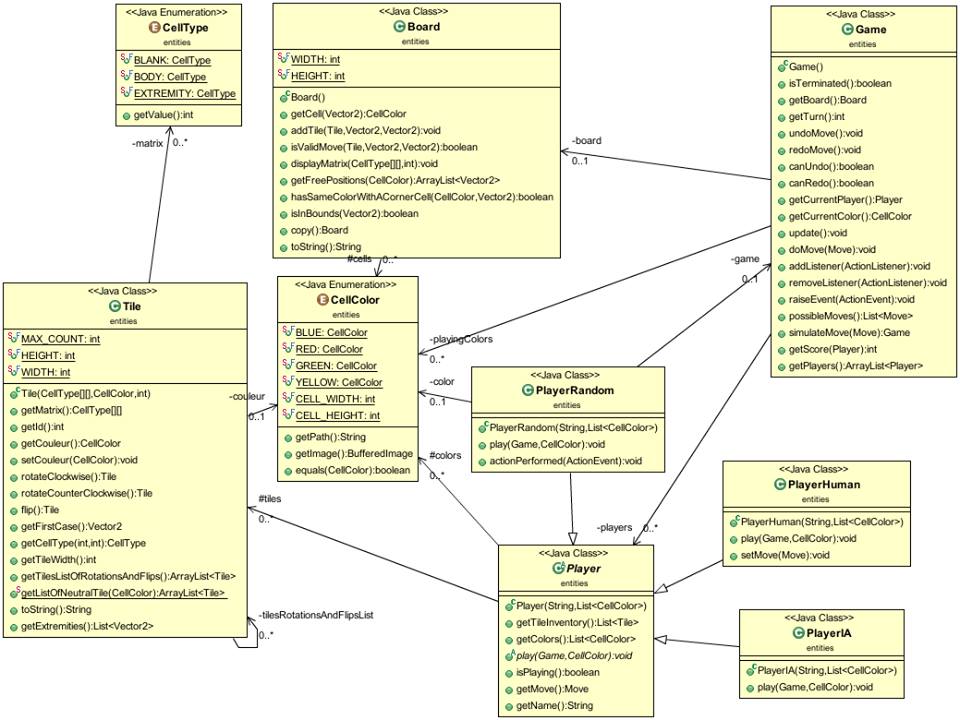 <<Java Enumeration>>
CellType
entities
BLANK: CellType
BODY: CellType
EXTREMITY: CellType
getValue():int
<<Java Class>>
Board
entities
WIDTH: int
HEIGHT: int
Board()
getCell(Vector2):CellColor
addTile(Tile,Vector2,Vector2):void
isValidMove(Tile,Vector2,Vector2):boolean
displayMatrix(CellType[][],int):void
getFreePositions(CellColor):ArrayList<Vector2>
hasSameColorWithACornerCell(CellColor,Vector2):boolean
isInBounds(Vector2):boolean
copy():Board
toString():String
<<Java Class>>
Game
entities
Game()
isTerminated():boolean
getBoard():Board
getTurn():int
undoMove():void
redoMove():void
canUndo():boolean
canRedo():boolean
getCurrentPlayer():Player
getCurrentColor():CellColor
update():void
doMove(Move):void
addListener(ActionListener):void
removeListener(ActionListener):void
raiseEvent(ActionEvent):void
possibleMoves():List<Move>
simulateMove(Move):Game
getScore(Player):int
getPlayers():ArrayList<Player>
-matrix 0..*
-board
0..1
#cells 0..*
-game
0..1
<<Java Class>>
Tile
entities
MAX_COUNT: int
HEIGHT: int
WIDTH: int
Tile(CellType[][],CellColor,int)
getMatrix():CellType[][]
getId():int
getCouleur():CellColor
setCouleur(CellColor):void
rotateClockwise():Tile
rotateCounterClockwise():Tile
flip():Tile
getFirstCase():Vector2
getCellType(int,int):CellType
getTileWidth():int
getTilesListOfRotationsAndFlips():ArrayList<Tile>
getListOfNeutralTile(CellColor):ArrayList<Tile>
toString():String
getExtremities():List<Vector2>
<<Java Enumeration>>
CellColor
entities
BLUE: CellColor
RED: CellColor
GREEN: CellColor
YELLOW: CellColor
CELL_WIDTH: int
CELL_HEIGHT: int
getPath():String
getImage():BufferedImage
equals(CellColor):boolean
-couleur
0..1
-playingColors
0..*
-color
0..1
#colors
0..*
#tiles
0..*
-tilesRotationsAndFlipsList
0..*
<<Java Class>>
PlayerRandom
entities
PlayerRandom(String,List<CellColor>)
play(Game,CellColor):void
actionPerformed(ActionEvent):void
-players 0..*
<<Java Class>>
PlayerHuman
entities
PlayerHuman(String,List<CellColor>)
play(Game,CellColor):void
setMove(Move):void
<<Java Class>>
Player
entities
Player(String,List<CellColor>)
getTileInventory():List<Tile>
getColors():List<CellColor>
play(Game,CellColor):void
isPlaying():boolean
getMove():Move
getName():String
<<Java Class>>
PlayerIA
entities
PlayerIA(String,List<CellColor>)
play(Game,CellColor):void